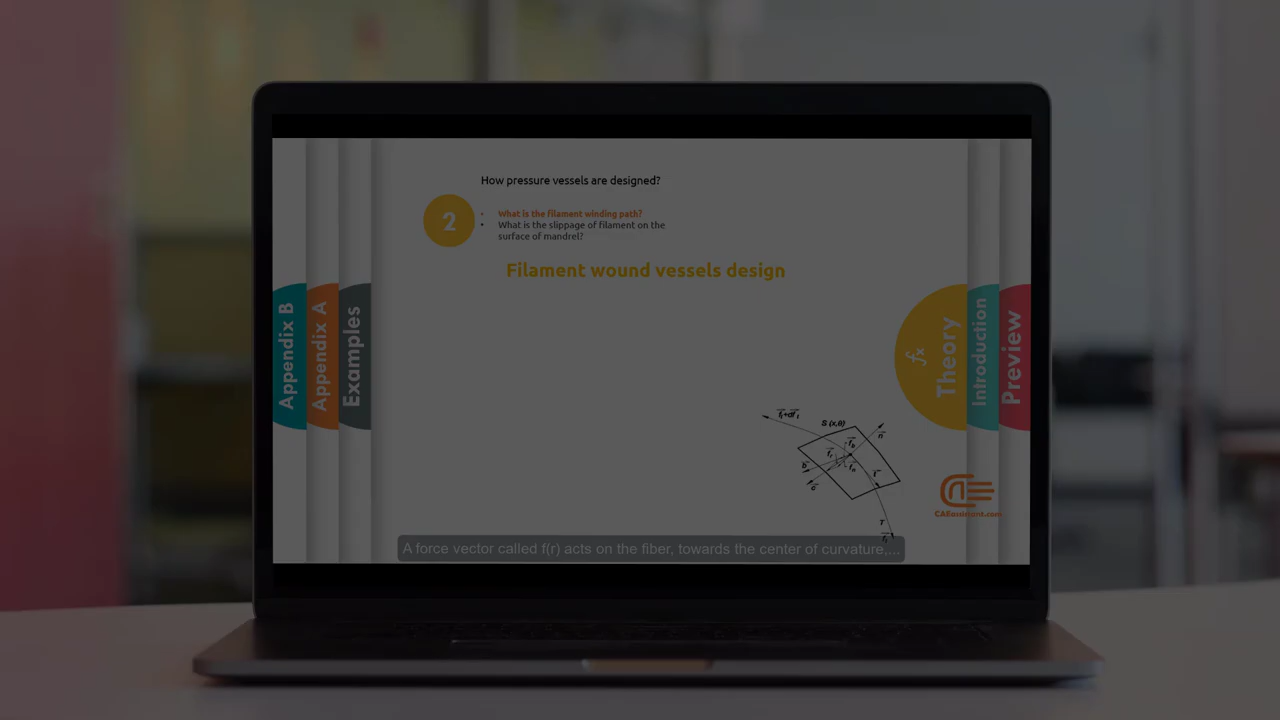 How pressure vessels are designed?
2
• What is the filament winding path?
• What is the slippage of filament on the
surface of mandrel?
Filament wound vessels design
Appendix B
Appendix A
Examples
fx
Theory
Introduction
Preview
S (x,θ)
n
T
CAEassistant.com
A force vector called f(r) acts on the fiber, towards the center of curvature,...